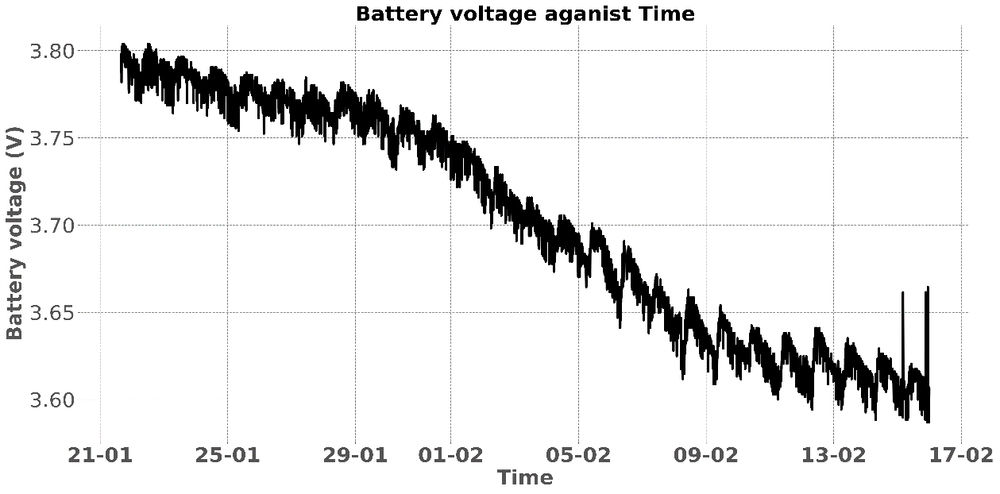 Battery voltage aganist Time
3.80
3.75
3.70
3.65
3.60
Battery voltage (V)
21-01 25-01 29-01 01-02 05-02 09-02 13-02 17-02
Time